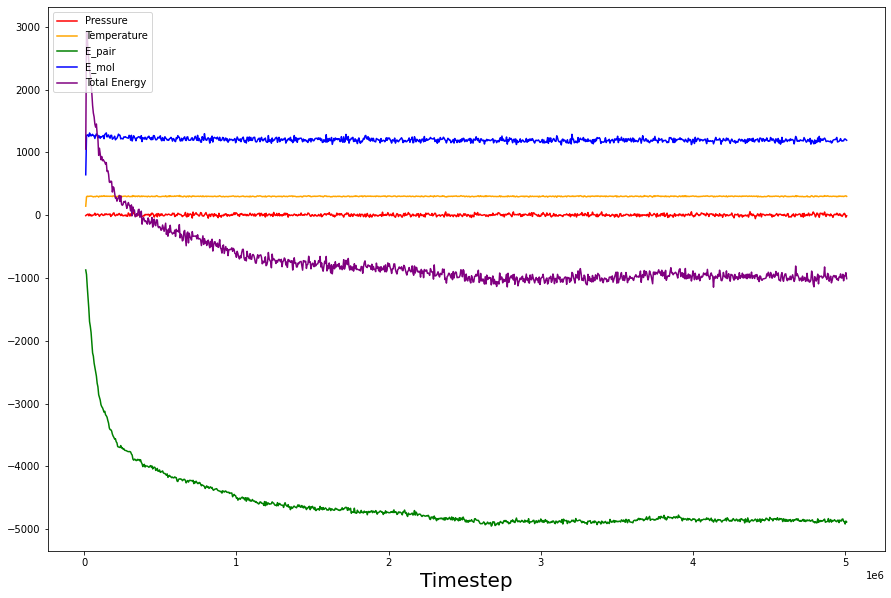 3000
2000
1000
0
−1000
−2000
−3000
−4000
−5000
Pressure
Temperature
E_pair
E_mol
Total Energy
0 1 2 3 4 5
1e6
Timestep